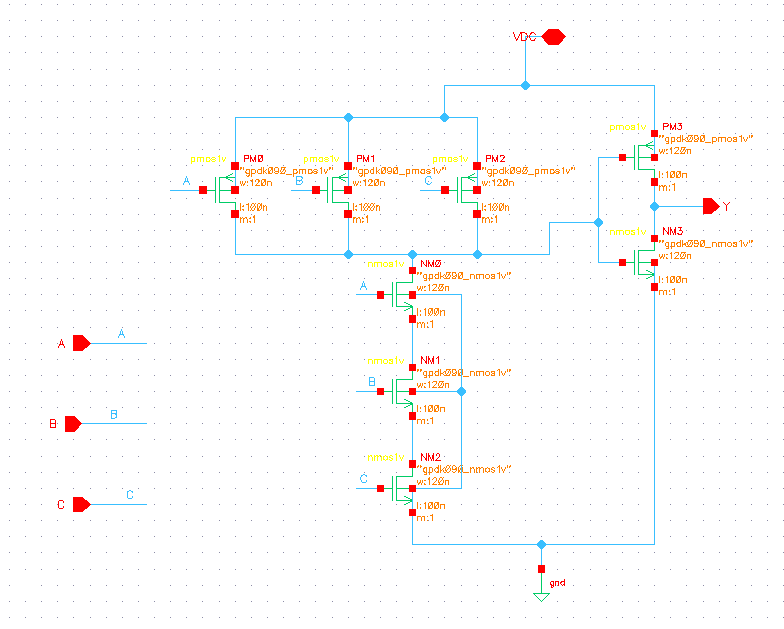 VDC
pmos1v PM0
"gpdk090_pmos1v"
w:120n
A
l:100n
m:1
pmos1v PM1
"gpdk090_pmos1v"
w:120n
B
l:100n
m:1
pmos1v PM2
"gpdk090_pmos1v"
w:120n
C
l:100n
m:1
PM3
pmos1v "gpdk090_pmos1v"
w:120n
l:100n
m:1
Y
NM3
nmos1v "gpdk090_nmos1v"
w:120n
l:100n
m:1
nmos1v NM0
"gpdk090_nmos1v"
A w:120n
l:100n
m:1
nmos1v NM1
"gpdk090_nmos1v"
B w:120n
l:100n
m:1
nmos1v NM2
"gpdk090_nmos1v"
C w:120n
l:100n
m:1
A A
B B
C C
gnd